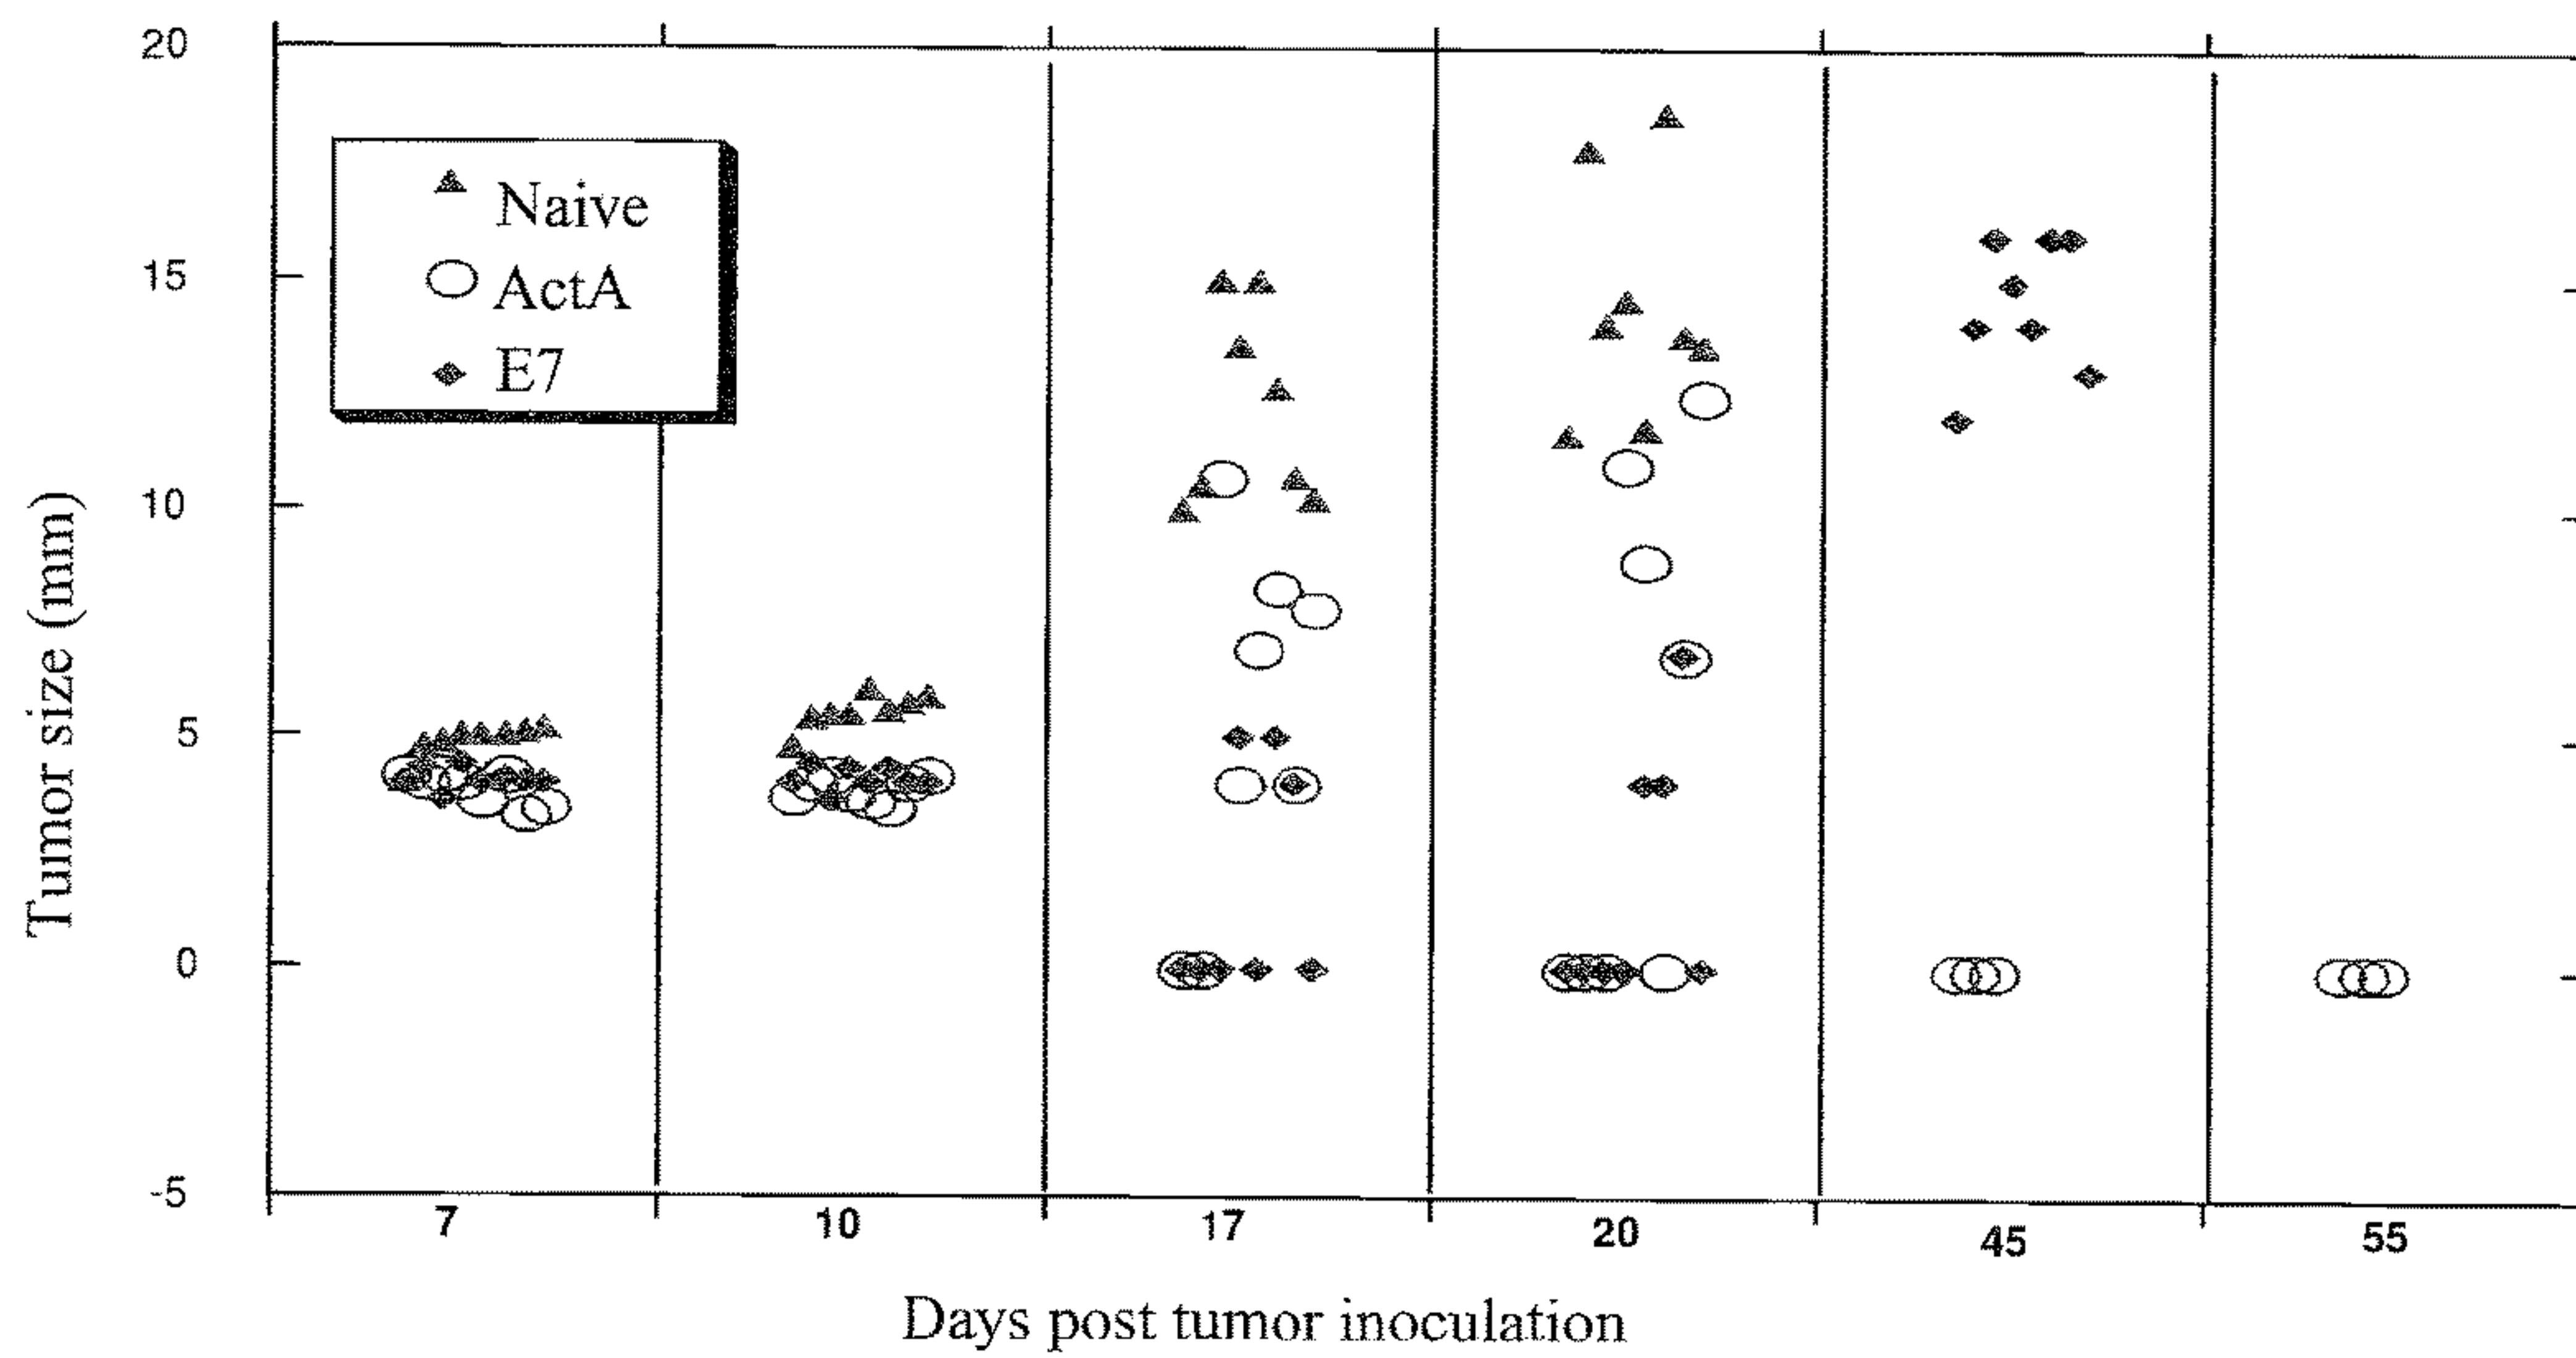 20
15
10
5
0
-5
Tumor size (mm)
Naive
ActA
E7
7 10 17 20 45 55
Days post tumor inoculation